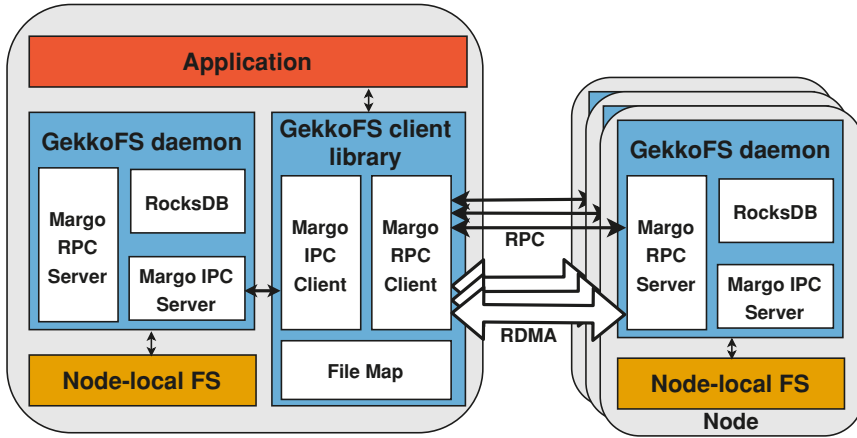 Application
GekkoFS daemon
Margo
RPC
Server
RocksDB
Margo IPC
Server
Node-local FS
GekkoFS client
library
Margo
IPC
Client
Margo
RPC
Client
File Map
RPC
RDMA
GekkoFS daemon
Margo
RPC
Server
RocksDB
Margo IPC
Server
Node-local FS
Node